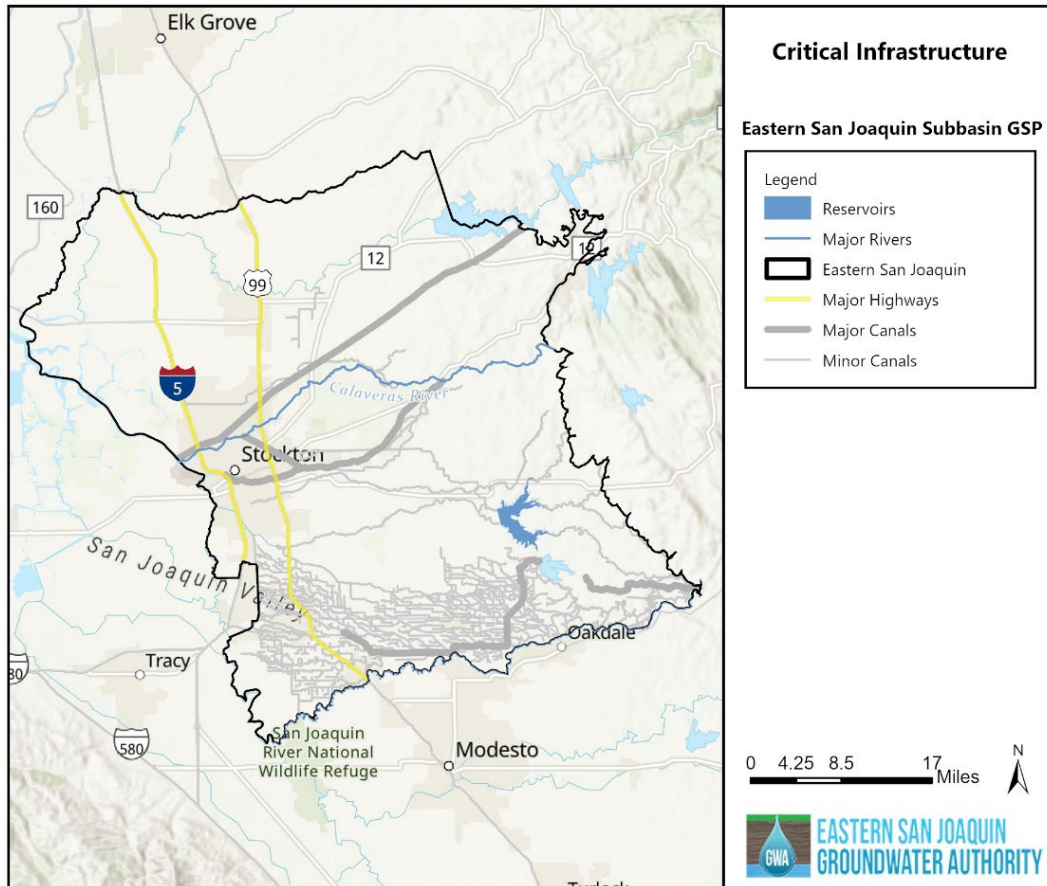 Elk Grove
160
12
99
12
5
Calaveras River
Stockton
San Joaquin Valley
Oakdale
Tracy
580
San Joaquin
River National
Wildlife Refuge
Modesto
Critical Infrastructure
Eastern San Joaquin Subbasin GSP
Legend
Reservoirs
Major Rivers
Eastern San Joaquin
Major Highways
Major Canals
Minor Canals
0 4.25 8.5 17 Miles
N
GWA
EASTERN SAN JOAQUIN
GROUNDWATER AUTHORITY